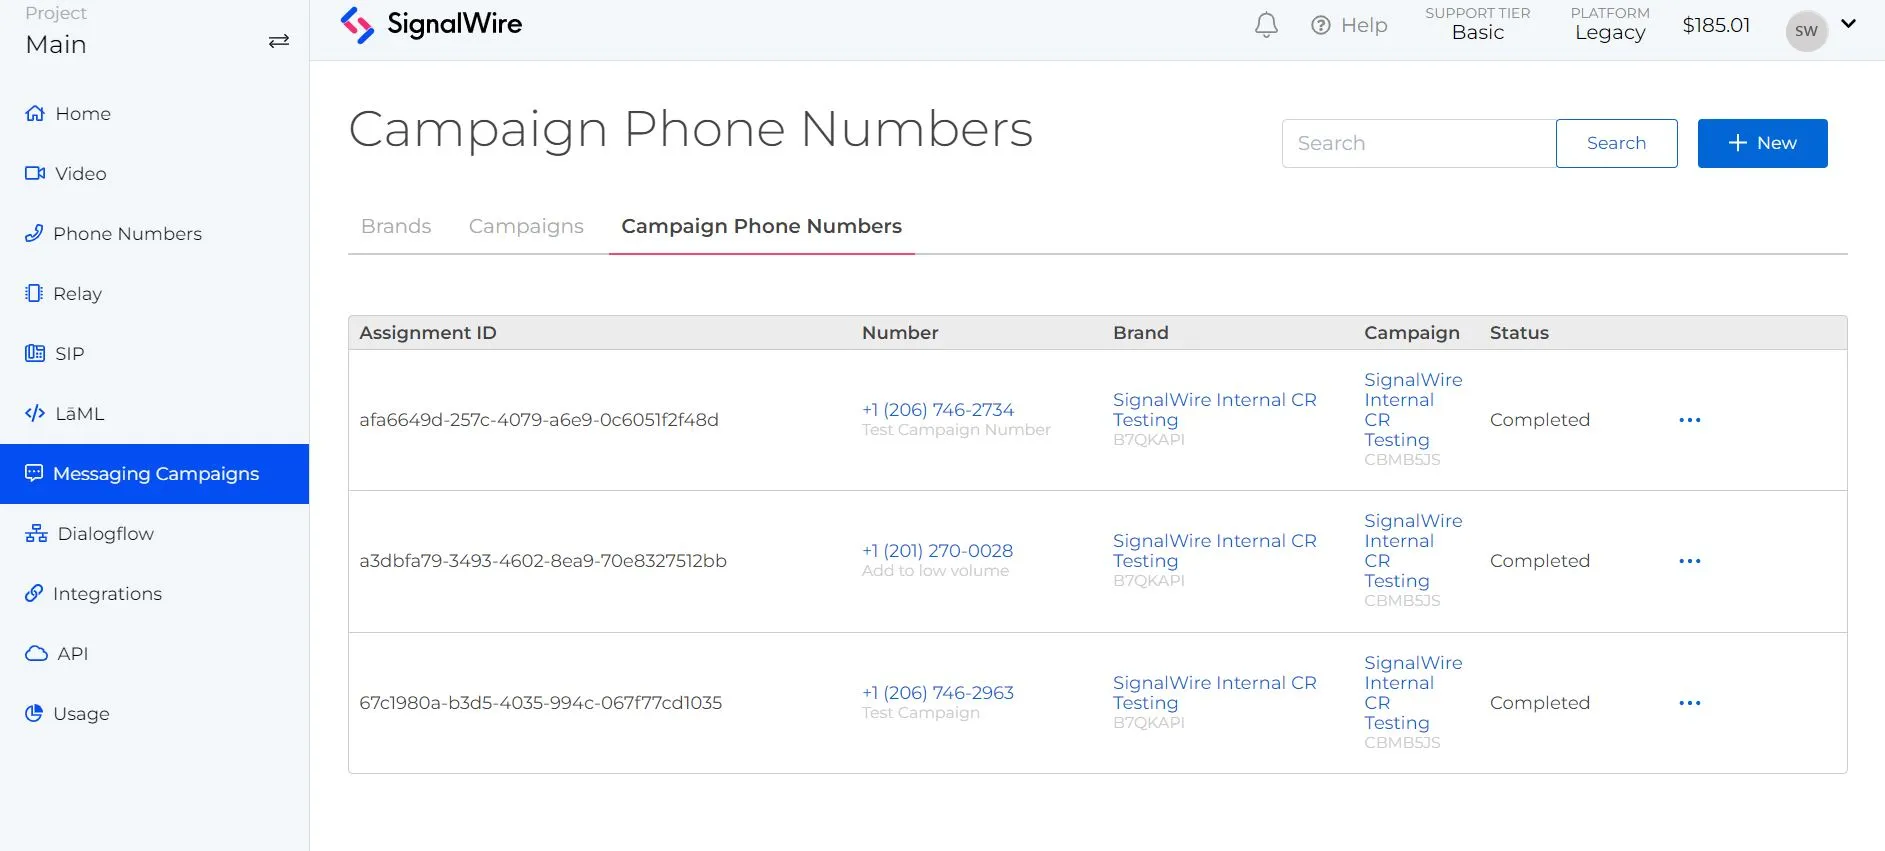 Project
Main
Home
Video
Phone Numbers
Relay
SIP
LāML
Messaging Campaigns
Dialogflow
Integrations
API
Usage
SignalWire
Help
SUPPORT TIER
Basic
PLATFORM
Legacy
$185.01
SW
Campaign Phone Numbers
Search
Search
New
Brands
Campaigns
Campaign Phone Numbers
Assignment ID
Number
Brand
Campaign
Status
afa6649d-257c-4079-a6e9-0c6051f2f48d
+1 (206) 746-2734
Test Campaign Number
SignalWire Internal CR
Testing
B7QKAPI
SignalWire
Internal
CR
Testing
CBMB5JS
Completed
a3dbfa79-3493-4602-8ea9-70e8327512bb
+1 (201) 270-0028
Add to low volume
SignalWire Internal CR
Testing
B7QKAPI
SignalWire
Internal
CR
Testing
CBMB5JS
Completed
67c1980a-b3d5-4035-994c-067f77cd1035
+1 (206) 746-2963
Test Campaign
SignalWire Internal CR
Testing
B7QKAPI
SignalWire
Internal
CR
Testing
CBMB5JS
Completed